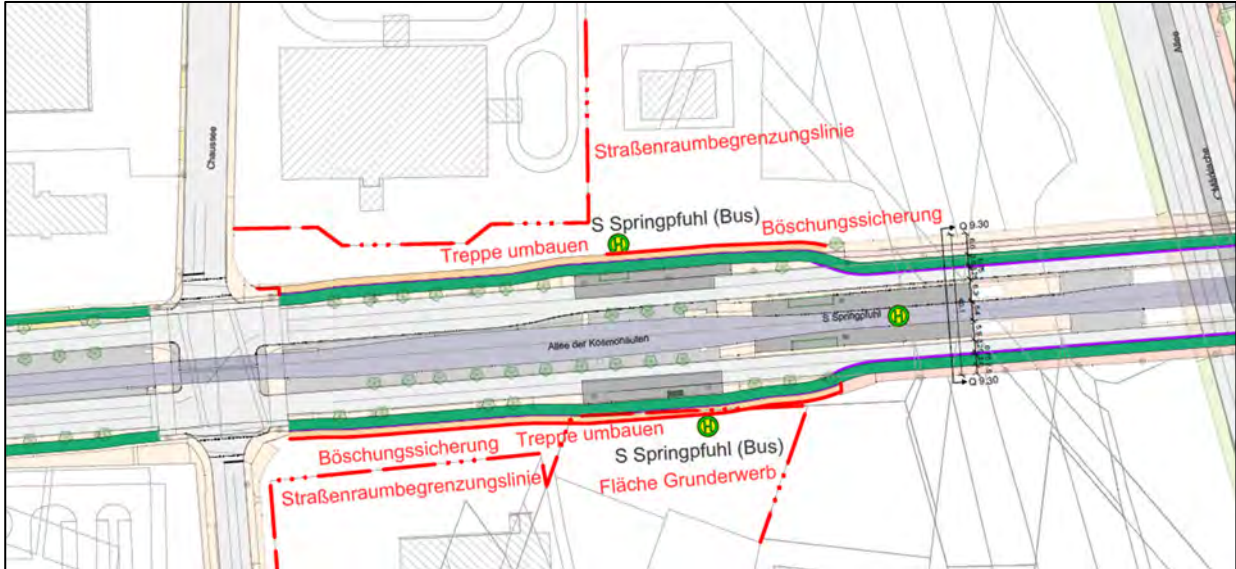 Allee
Chaussee
Straßenraumbegrenzungslinie
Märkische
S Springpfuhl (Bus)
Böschungssicherung
Q 9.30
Treppe umbauen
H
S Springpfuhl
H
Allee der Kosmonauten
Q 9.30
Böschungssicherung
Treppe umbauen
H
S Springpfuhl (Bus)
Straßenraumbegrenzungslinie
Fläche Grunderwerb